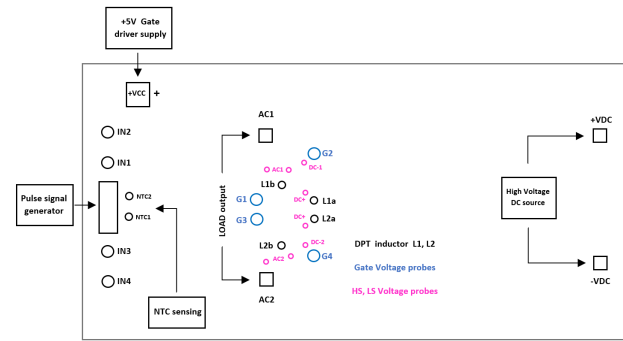 +5V Gate
driver supply
+VCC +
AC1
+VDC
IN2
G2
IN1
DC-1
AC1
L1b
Pulse signal
generator
NTC2
NTC1
LOAD output
G1
DC+
L1a
High Voltage
DC source
G3
DC+
L2a
IN3
L2b
DC-2
DPT inductor L1, L2
AC2
G4
Gate Voltage probes
IN4
-VDC
AC2
HS, LS Voltage probes
NTC sensing